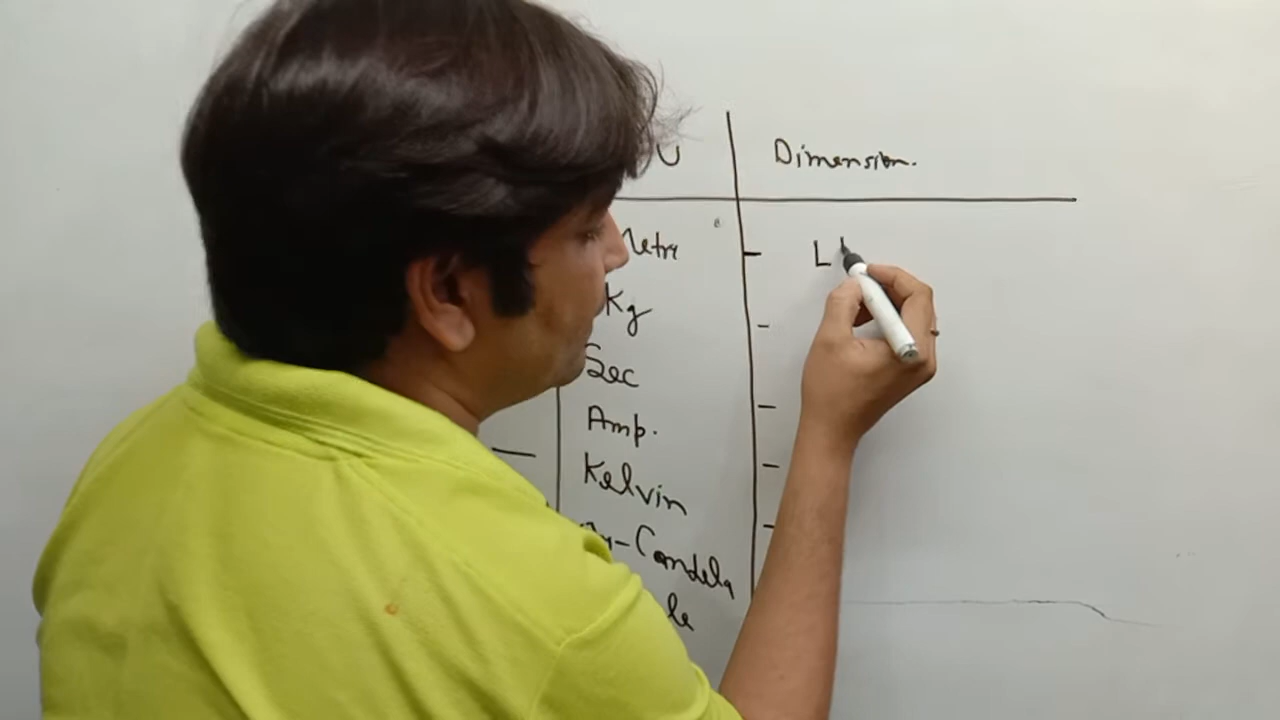 U Dimension.
Metre L
Kg
Sec
Amp.
Kelvin
Candela